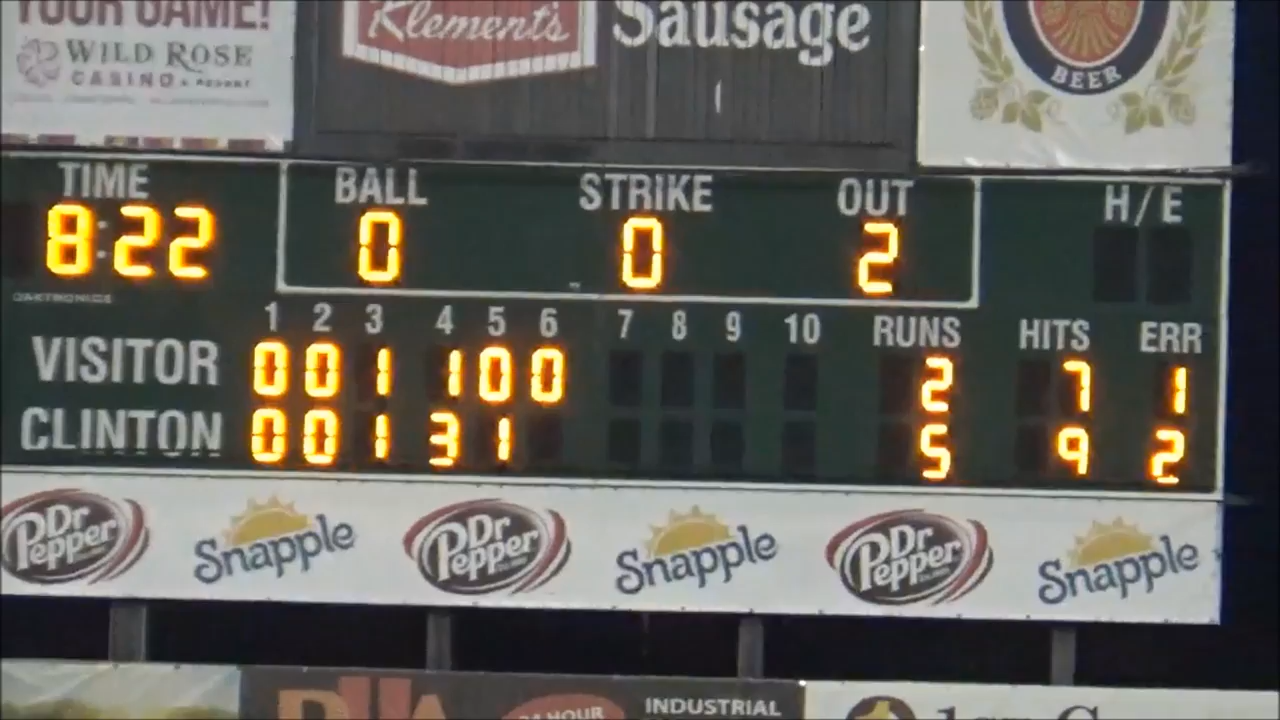 YOUR GAME!
WILD ROSE
CASINO & RESORT
Klement's
Sausage
BEER
TIME BALL STRIKE OUT H/E
8:22 0 0 2
DAKTRONICS
1 2 3 4 5 6 7 8 9 10 RUNS HITS ERR
VISITOR 0 0 1 1 0 0 2 7 1
CLINTON 0 0 1 3 1 5 9 2
Dr Pepper Snapple Dr Pepper Snapple Dr Pepper Snapple
24 HOUR
INDUSTRIAL
1